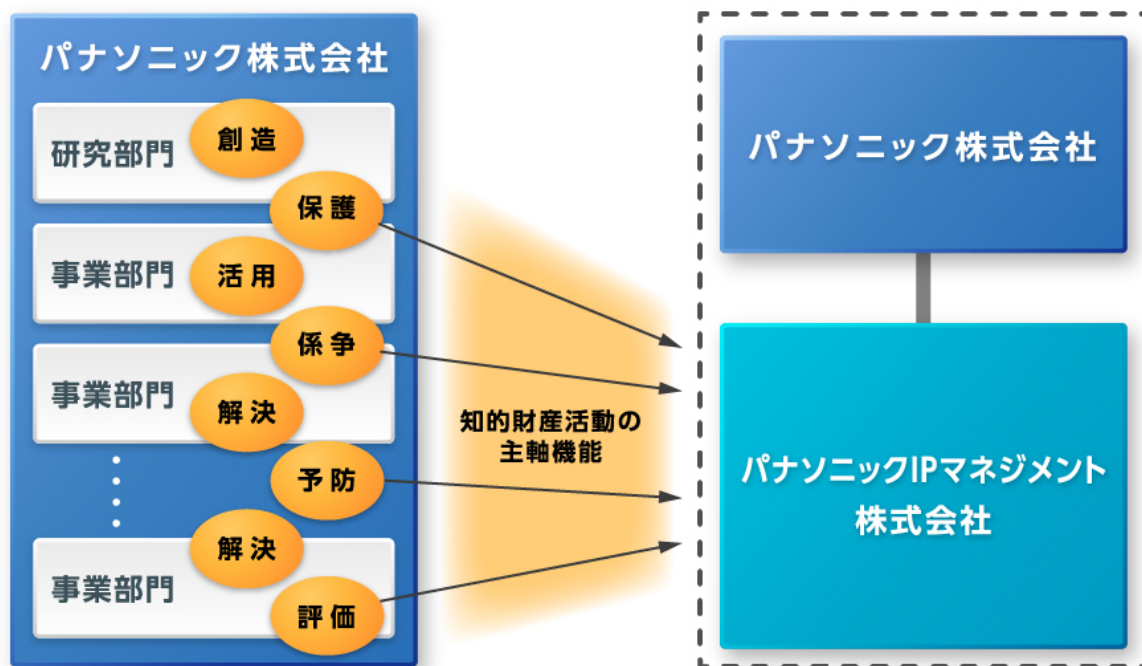 パナソニック株式会社
研究部門
創造
保護
事業部門
活用
係争
事業部門
解決
予防
解決
事業部門
評価
知的財産活動の
主軸機能
パナソニック株式会社
パナソニックIPマネジメント
株式会社